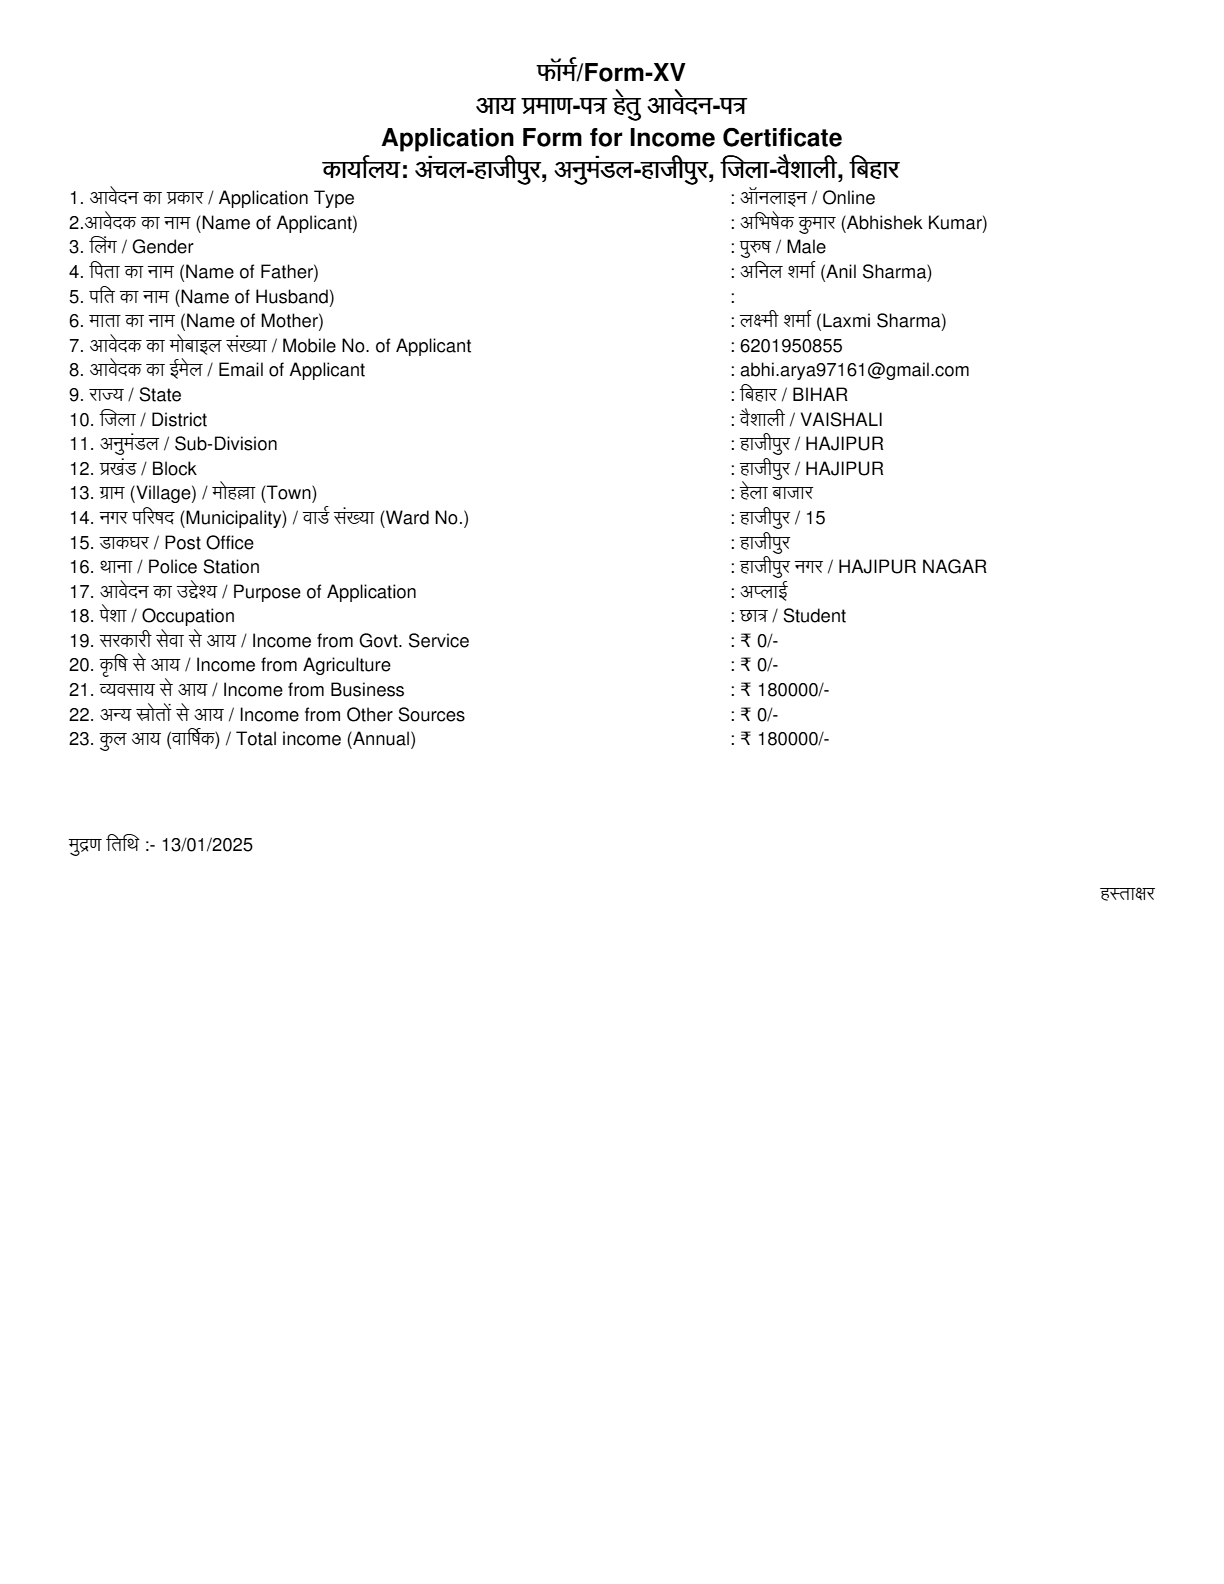 फॉर्म/Form-XV
आय प्रमाण-पत्र हेतु आवेदन-पत्र
Application Form for Income Certificate
कार्यालय: अंचल-हाजीपुर, अनुमंडल-हाजीपुर, जिला-वैशाली, बिहार
1. आवेदन का प्रकार / Application Type : ऑनलाइन / Online
2.आवेदक का नाम (Name of Applicant) : अभिषेक कुमार (Abhishek Kumar)
3. लिंग / Gender : पुरुष / Male
4. पिता का नाम (Name of Father) : अनिल शर्मा (Anil Sharma)
5. पति का नाम (Name of Husband) :
6. माता का नाम (Name of Mother) : लक्ष्मी शर्मा (Laxmi Sharma)
7. आवेदक का मोबाइल संख्या / Mobile No. of Applicant : 6201950855
8. आवेदक का ईमेल / Email of Applicant : abhi.arya97161@gmail.com
9. राज्य / State : बिहार / BIHAR
10. जिला / District : वैशाली / VAISHALI
11. अनुमंडल / Sub-Division : हाजीपुर / HAJIPUR
12. प्रखंड / Block : हाजीपुर / HAJIPUR
13. ग्राम (Village) / मोहल्ला (Town) : हेला बाजार
14. नगर परिषद (Municipality) / वार्ड संख्या (Ward No.) : हाजीपुर / 15
15. डाकघर / Post Office : हाजीपुर
16. थाना / Police Station : हाजीपुर नगर / HAJIPUR NAGAR
17. आवेदन का उद्देश्य / Purpose of Application : अप्लाई
18. पेशा / Occupation : छात्र / Student
19. सरकारी सेवा से आय / Income from Govt. Service : ₹ 0/-
20. कृषि से आय / Income from Agriculture : ₹ 0/-
21. व्यवसाय से आय / Income from Business : ₹ 180000/-
22. अन्य स्रोतों से आय / Income from Other Sources : ₹ 0/-
23. कुल आय (वार्षिक) / Total income (Annual) : ₹ 180000/-
मुद्रण तिथि :- 13/01/2025
हस्ताक्षर